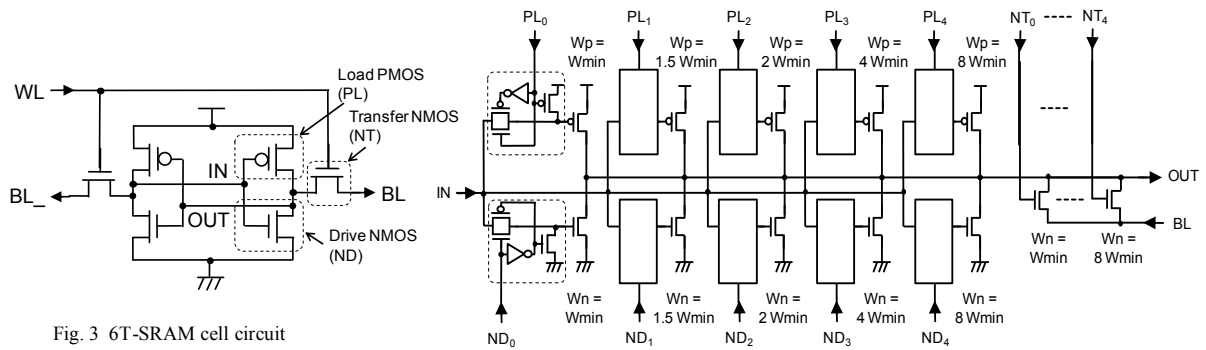 WL
BL_
IN
OUT
BL
Load PMOS
(PL)
Transfer NMOS
(NT)
Drive NMOS
(ND)
Fig. 3 6T-SRAM cell circuit
PL0
PL1
PL2
PL3
PL4
NT0
NT4
Wp =
Wmin
Wp =
1.5 Wmin
Wp =
2 Wmin
Wp =
4 Wmin
Wp =
8 Wmin
IN
OUT
BL
Wn =
Wmin
Wn =
8 Wmin
Wn =
Wmin
Wn =
1.5 Wmin
Wn =
2 Wmin
Wn =
4 Wmin
Wn =
8 Wmin
ND0
ND1
ND2
ND3
ND4